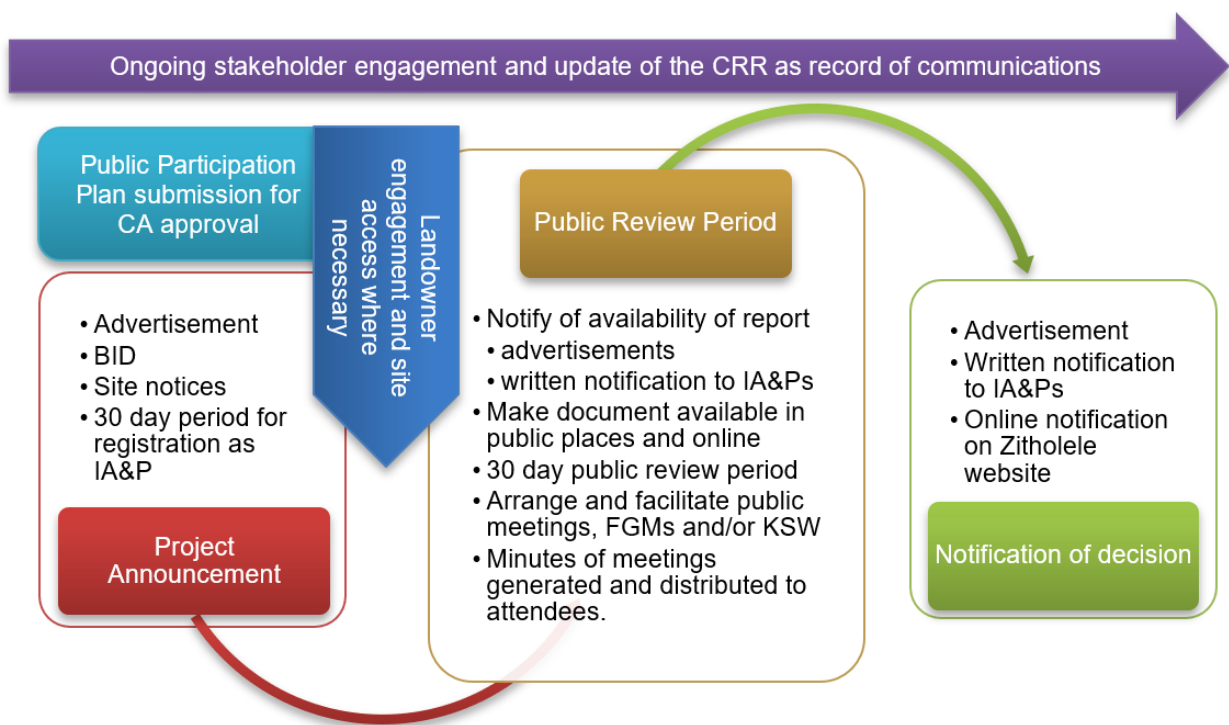 Ongoing stakeholder engagement and update of the CRR as record of communications
Public Participation
Plan submission for
CA approval
• Advertisement
• BID
• Site notices
• 30 day period for
registration as
IA&P
Project
Announcement
Landowner
engagement and site
access where
necessary
Public Review Period
• Notify of availability of report
• advertisements
• written notification to IA&Ps
• Make document available in
public places and online
• 30 day public review period
• Arrange and facilitate public
meetings, FGMs and/or KSW
• Minutes of meetings
generated and distributed to
attendees.
• Advertisement
• Written notification
to IA&Ps
• Online notification
on Zitholele
website
Notification of decision